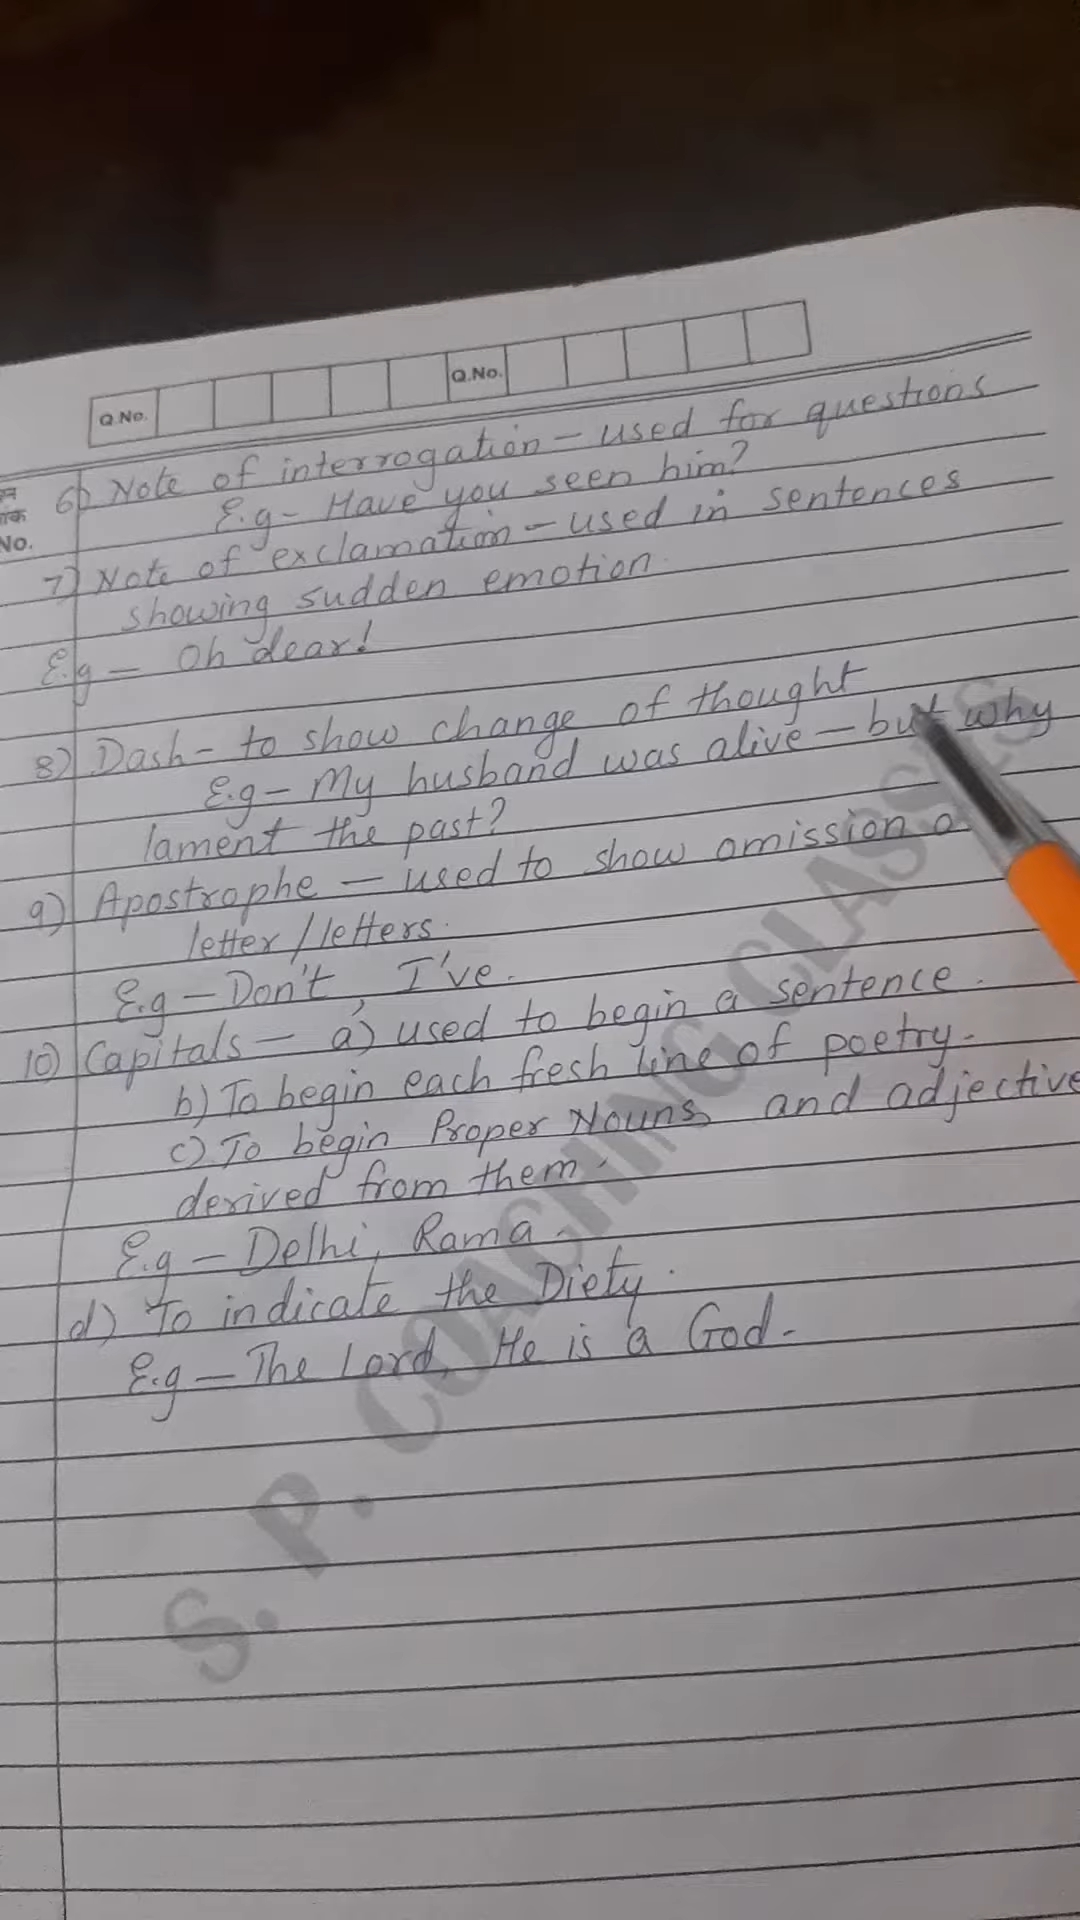 Q.No. Q.No.
No.
6) Note of interrogation - used for questions
E.g - Have you seen him?
7) Note of exclamation - used in sentences
showing sudden emotion.
E.g - Oh dear!
8) Dash - to show change of thought
E.g - My husband was alive - but why
lament the past?
9) Apostrophe - used to show omission o
letter/letters.
E.g - Don't, I've.
10) Capitals - a) used to begin a sentence.
b) To begin each fresh line of poetry.
c) To begin Proper Nouns and adjective
derived from them.
E.g - Delhi, Rama.
d) To indicate the Diety.
E.g - The Lord, He is a God.
S. P. COACHING CLASSES